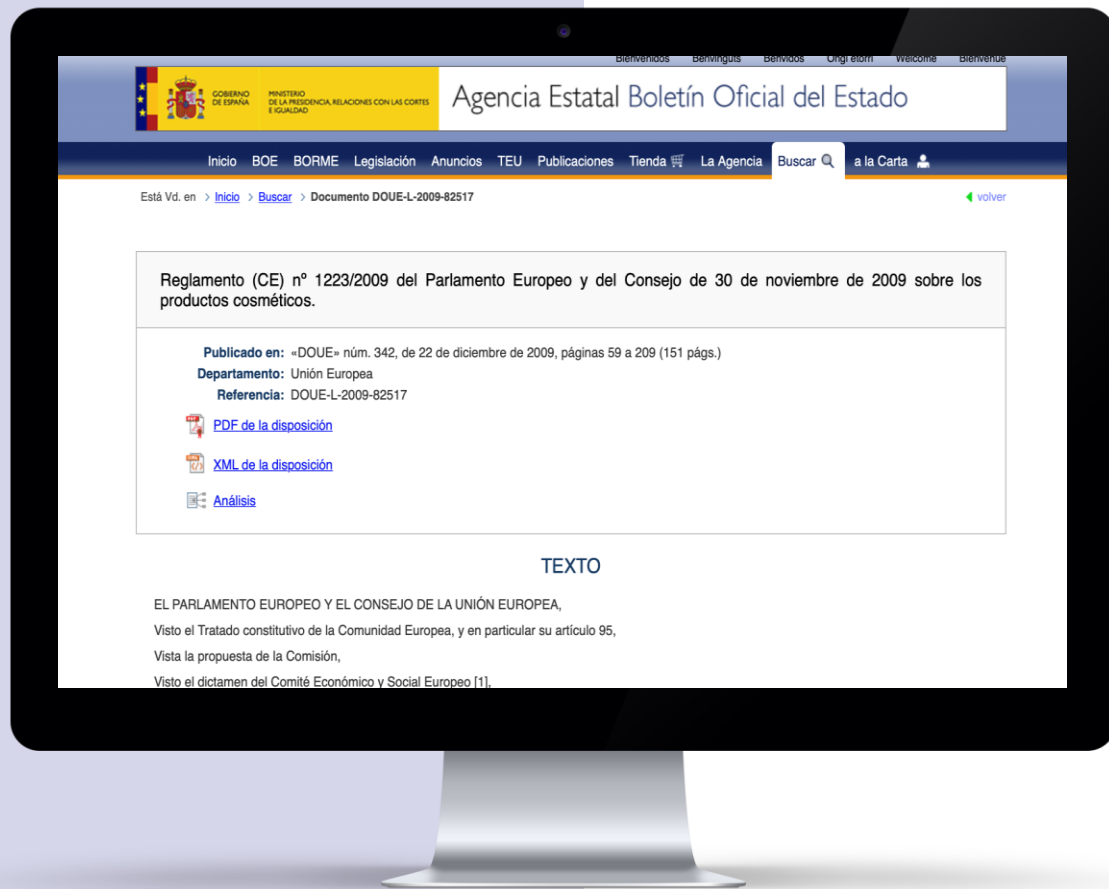 Bienvenidos Benvinguts Benvidos Ongi etorri Welcome Bienvenue
GOBIERNO
DE ESPAÑA
MINISTERIO
DE LA PRESIDENCIA, RELACIONES CON LAS CORTES
E IGUALDAD
Agencia Estatal Boletín Oficial del Estado
Inicio BOE BORME Legislación Anuncios TEU Publicaciones Tienda La Agencia Buscar a la Carta
Está Vd. en > Inicio > Buscar > Documento DOUE-L-2009-82517
volver
Reglamento (CE) nº 1223/2009 del Parlamento Europeo y del Consejo de 30 de noviembre de 2009 sobre los
productos cosméticos.
Publicado en: «DOUE» núm. 342, de 22 de diciembre de 2009, páginas 59 a 209 (151 págs.)
Departamento: Unión Europea
Referencia: DOUE-L-2009-82517
PDF de la disposición
XML de la disposición
Análisis
TEXTO
EL PARLAMENTO EUROPEO Y EL CONSEJO DE LA UNIÓN EUROPEA,
Visto el Tratado constitutivo de la Comunidad Europea, y en particular su artículo 95,
Vista la propuesta de la Comisión,
Visto el dictamen del Comité Económico y Social Europeo [1],